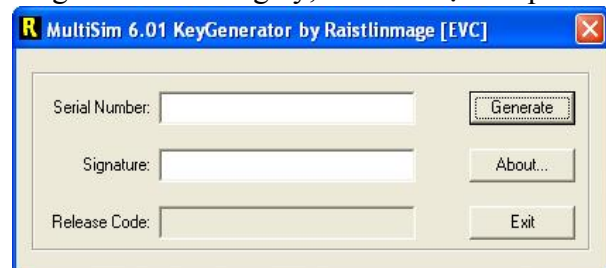 R MultiSim 6.01 KeyGenerator by Raistlinmage [EVC]
Serial Number:
Generate
Signature:
About...
Release Code:
Exit